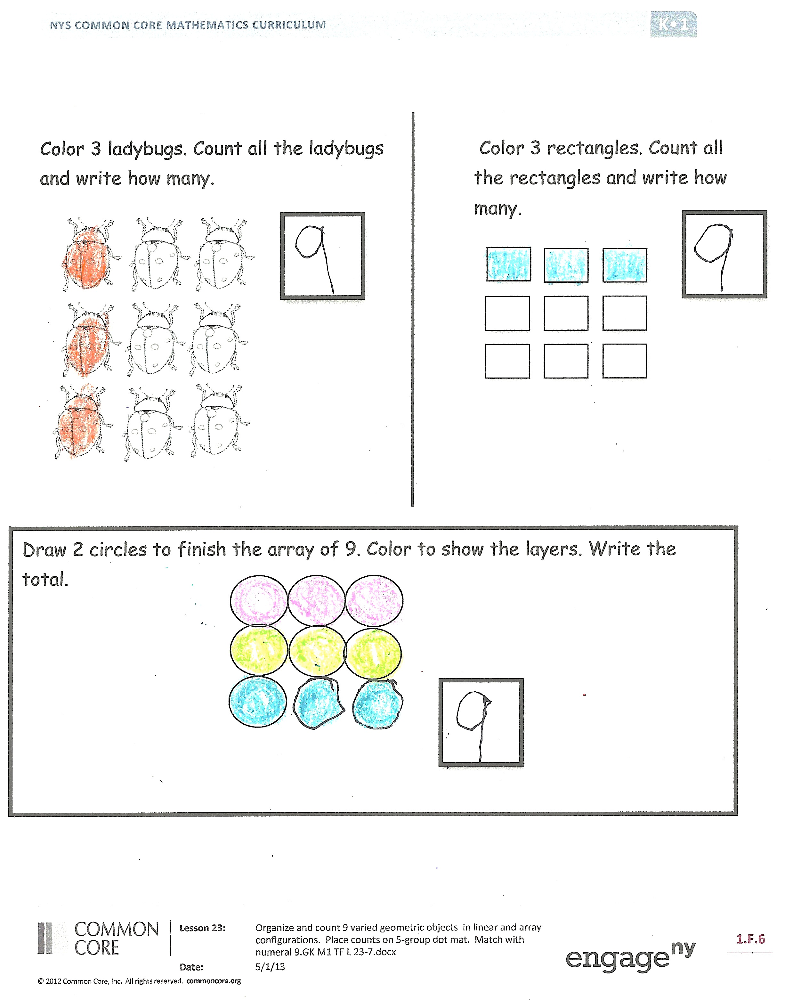 NYS COMMON CORE MATHEMATICS CURRICULUM
K•1
Color 3 ladybugs. Count all the ladybugs
and write how many.
9
Color 3 rectangles. Count all
the rectangles and write how
many.
9
Draw 2 circles to finish the array of 9. Color to show the layers. Write the
total.
9
COMMON
CORE
Lesson 23:
Organize and count 9 varied geometric objects in linear and array
configurations. Place counts on 5-group dot mat. Match with
numeral 9.GK M1 TF L 23-7.docx
Date:
5/1/13
© 2012 Common Core, Inc. All rights reserved. commoncore.org
engage ny
1.F.6